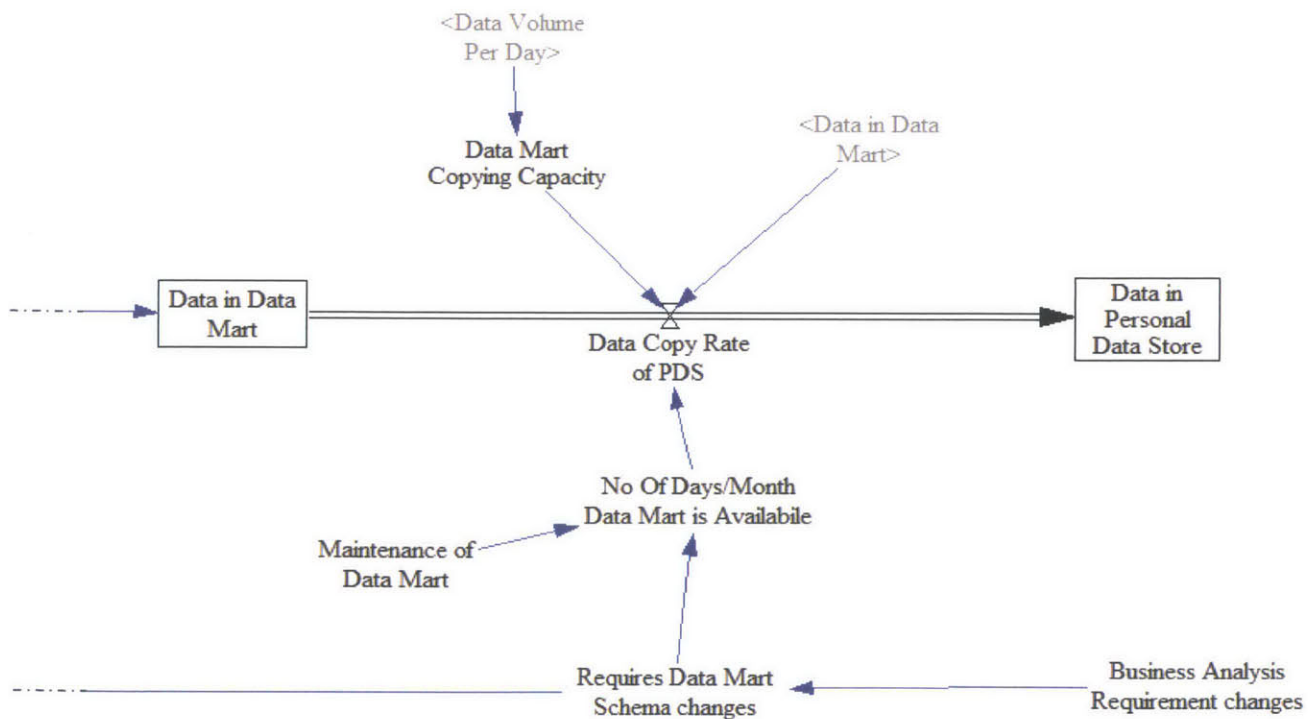 <Data Volume
Per Day>
<Data in Data
Mart>
Data Mart
Copying Capacity
Data in Data
Mart
Data in
Personal
Data Store
Data Copy Rate
of PDS
No Of Days/Month
Data Mart is Availabile
Maintenance of
Data Mart
Requires Data Mart
Schema changes
Business Analysis
Requirement changes